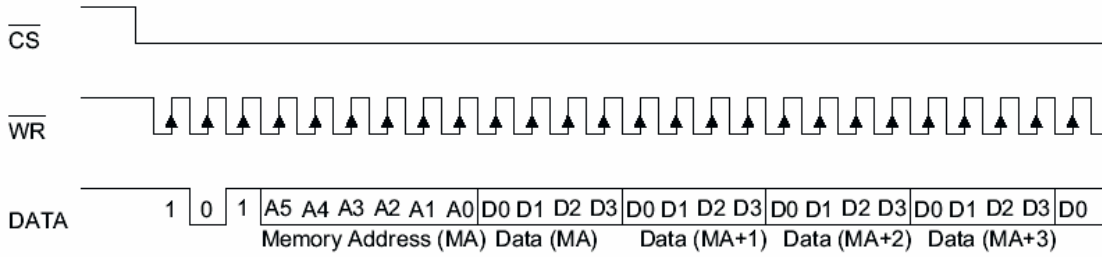 CS
WR
DATA 1 0 1 A5 A4 A3 A2 A1 A0 D0 D1 D2 D3 D0 D1 D2 D3 D0 D1 D2 D3 D0 D1 D2 D3 D0
Memory Address (MA) Data (MA) Data (MA+1) Data (MA+2) Data (MA+3)